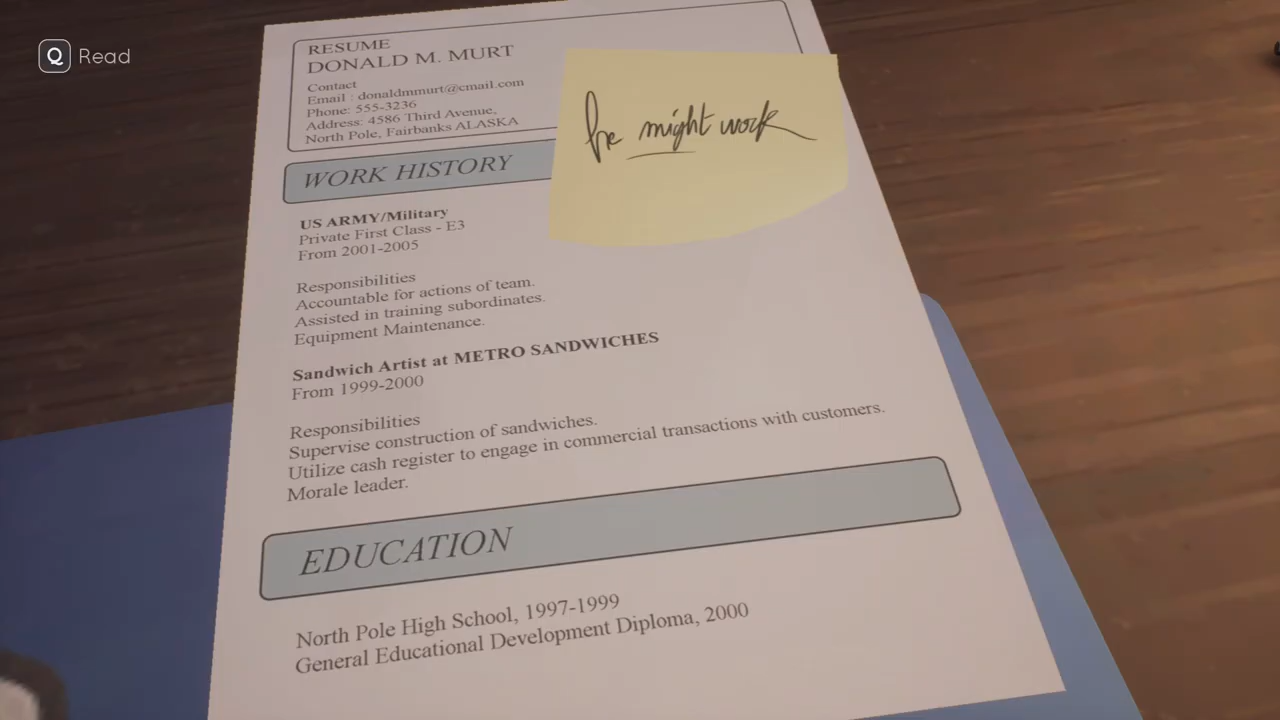 Q Read
RESUME
DONALD M. MURT
Contact
Email : donaldmmurt@cmail.com
Phone: 555-3236
Address: 4586 Third Avenue,
North Pole, Fairbanks ALASKA
he might work
WORK HISTORY
US ARMY/Military
Private First Class - E3
From 2001-2005
Responsibilities
Accountable for actions of team.
Assisted in training subordinates.
Equipment Maintenance.
Sandwich Artist at METRO SANDWICHES
From 1999-2000
Responsibilities
Supervise construction of sandwiches.
Utilize cash register to engage in commercial transactions with customers.
Morale leader.
EDUCATION
North Pole High School, 1997-1999
General Educational Development Diploma, 2000